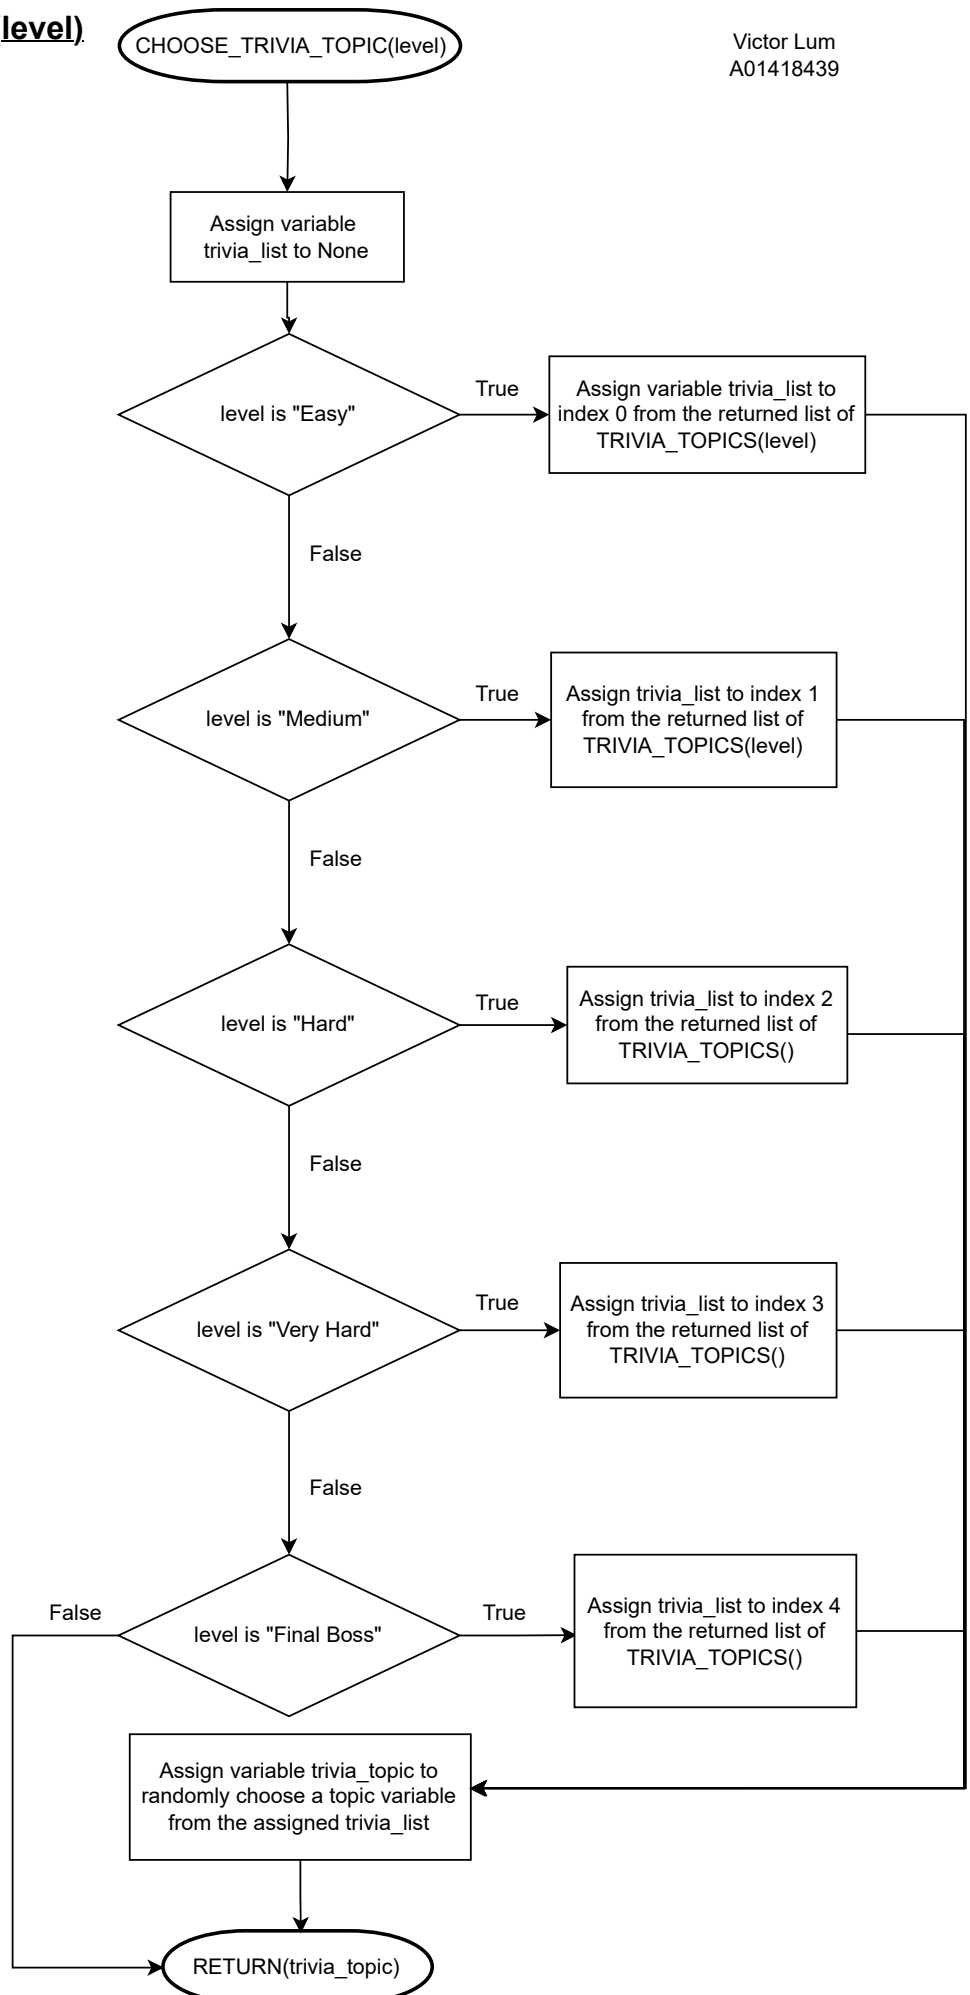 level)
CHOOSE_TRIVIA_TOPIC(level)
Victor Lum
A01418439
Assign variable
trivia_list to None
level is "Easy"
True
Assign variable trivia_list to
index 0 from the returned list of
TRIVIA_TOPICS(level)
False
level is "Medium"
True
Assign trivia_list to index 1
from the returned list of
TRIVIA_TOPICS(level)
False
level is "Hard"
True
Assign trivia_list to index 2
from the returned list of
TRIVIA_TOPICS()
False
level is "Very Hard"
True
Assign trivia_list to index 3
from the returned list of
TRIVIA_TOPICS()
False
False
level is "Final Boss"
True
Assign trivia_list to index 4
from the returned list of
TRIVIA_TOPICS()
Assign variable trivia_topic to
randomly choose a topic variable
from the assigned trivia_list
RETURN(trivia_topic)